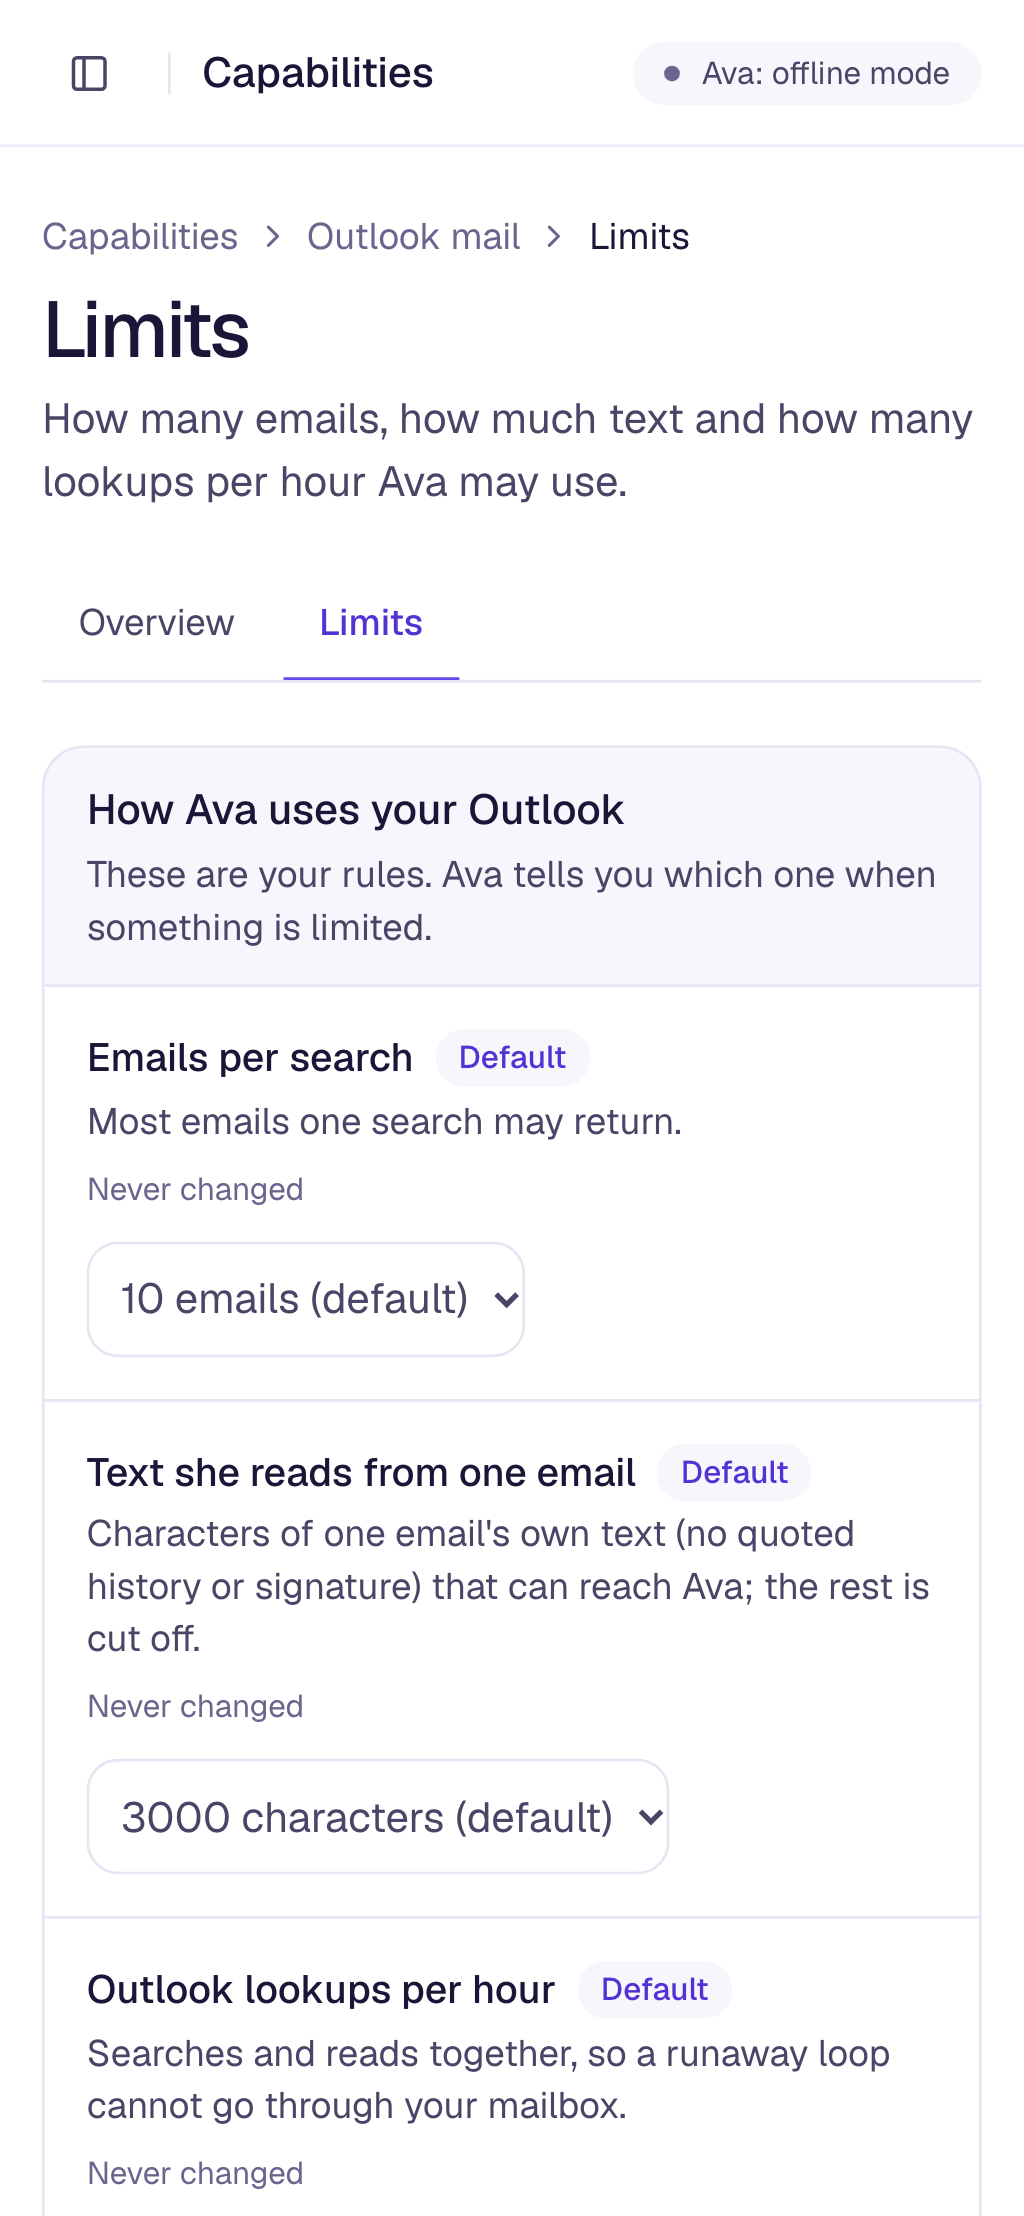 Capabilities
Ava: offline mode
Capabilities > Outlook mail > Limits
Limits
How many emails, how much text and how many
lookups per hour Ava may use.
Overview
Limits
How Ava uses your Outlook
These are your rules. Ava tells you which one when
something is limited.
Emails per search Default
Most emails one search may return.
Never changed
10 emails (default)
Text she reads from one email Default
Characters of one email's own text (no quoted
history or signature) that can reach Ava; the rest is
cut off.
Never changed
3000 characters (default)
Outlook lookups per hour Default
Searches and reads together, so a runaway loop
cannot go through your mailbox.
Never changed